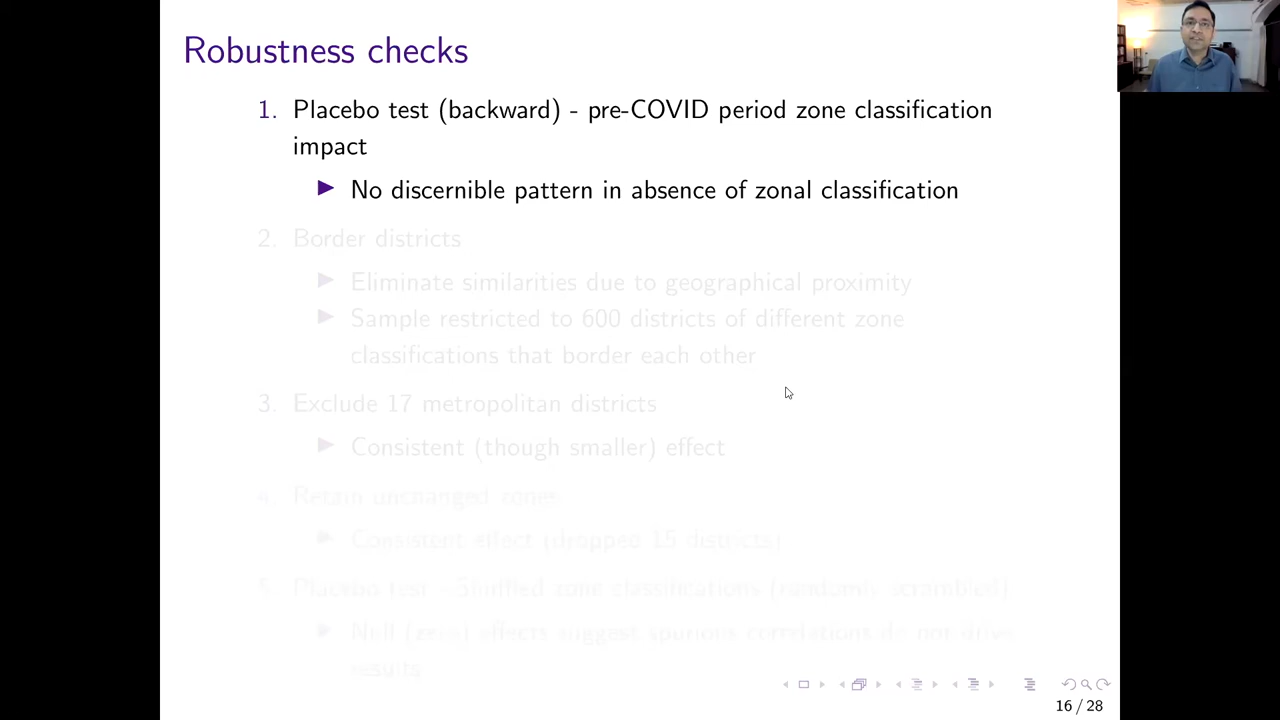 Robustness checks
1. Placebo test (backward) - pre-COVID period zone classification
impact
▶ No discernible pattern in absence of zonal classification
2. Border districts
▶ Eliminate similarities due to geographical proximity
▶ Sample restricted to 600 districts of different zone
classifications that border each other
3. Exclude 17 metropolitan districts
▶ Consistent (though smaller) effect
4. Retain unchanged zones
▶ Consistent effect (dropped 15 districts)
5. Placebo test - Shuffled zone classifications (randomly scrambled)
▶ Null (zero) effects suggest spurious correlations do not drive
results
16 / 28